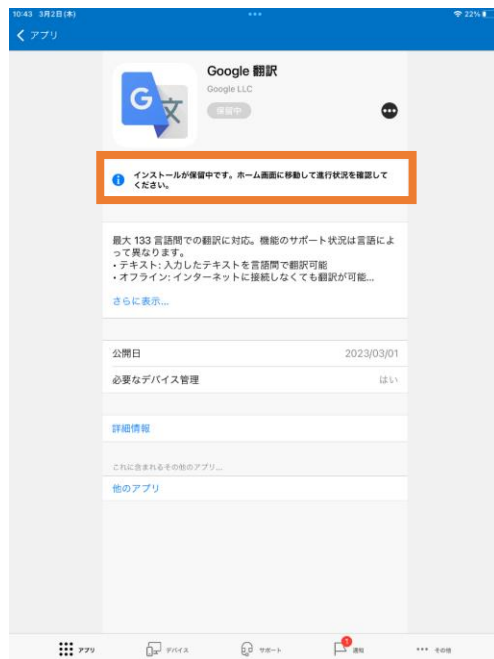 10:43 3月2日(木)
22%
アプリ
Google 翻訳
Google LLC
保留中
G 文
インストールが保留中です。ホーム画面に移動して進行状況を確認して
ください。
最大 133 言語間での翻訳に対応。機能のサポート状況は言語によ
って異なります。
・テキスト: 入力したテキストを言語間で翻訳可能
・オフライン: インターネットに接続しなくても翻訳が可能...
さらに表示...
公開日 2023/03/01
必要なデバイス管理 はい
詳細情報
これに含まれるその他のアプリ...
他のアプリ
アプリ デバイス サポート 1 通知 その他